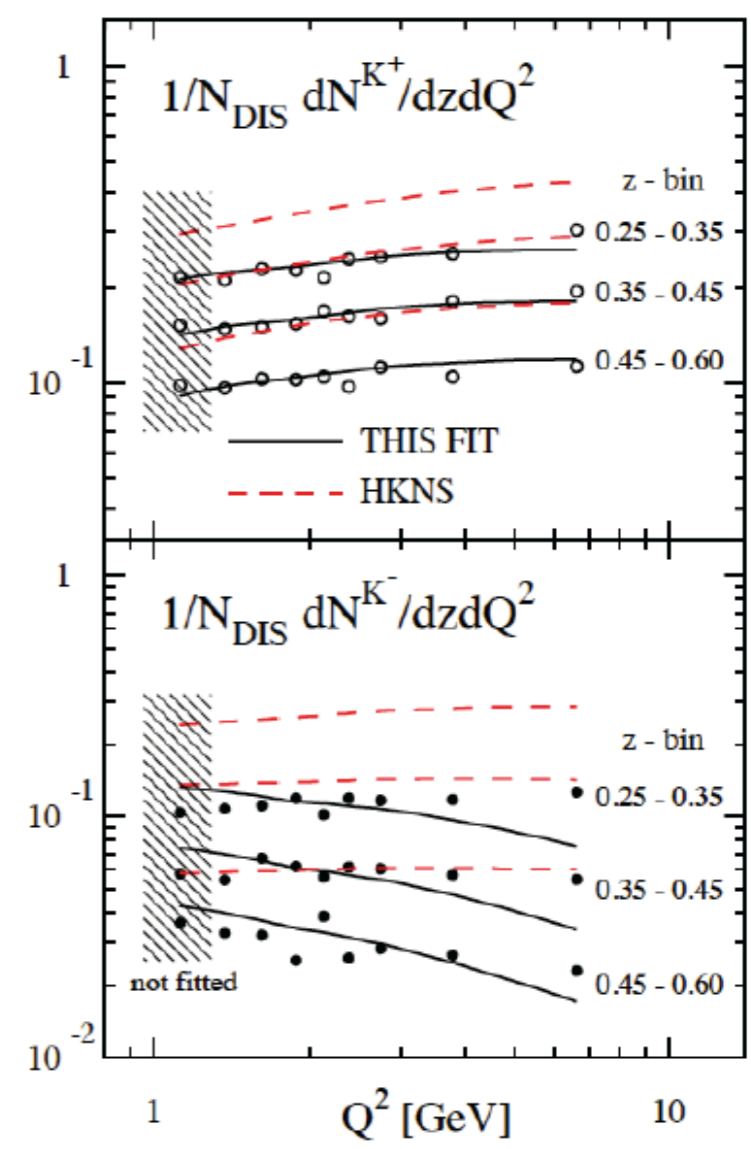 1
1/N_DIS dN^K+/dzdQ^2
z - bin
0.25 - 0.35
0.35 - 0.45
10^-1
0.45 - 0.60
THIS FIT
HKNS
1
1/N_DIS dN^K-/dzdQ^2
z - bin
10^-1
0.25 - 0.35
0.35 - 0.45
not fitted
0.45 - 0.60
10^-2
1
Q^2 [GeV]
10